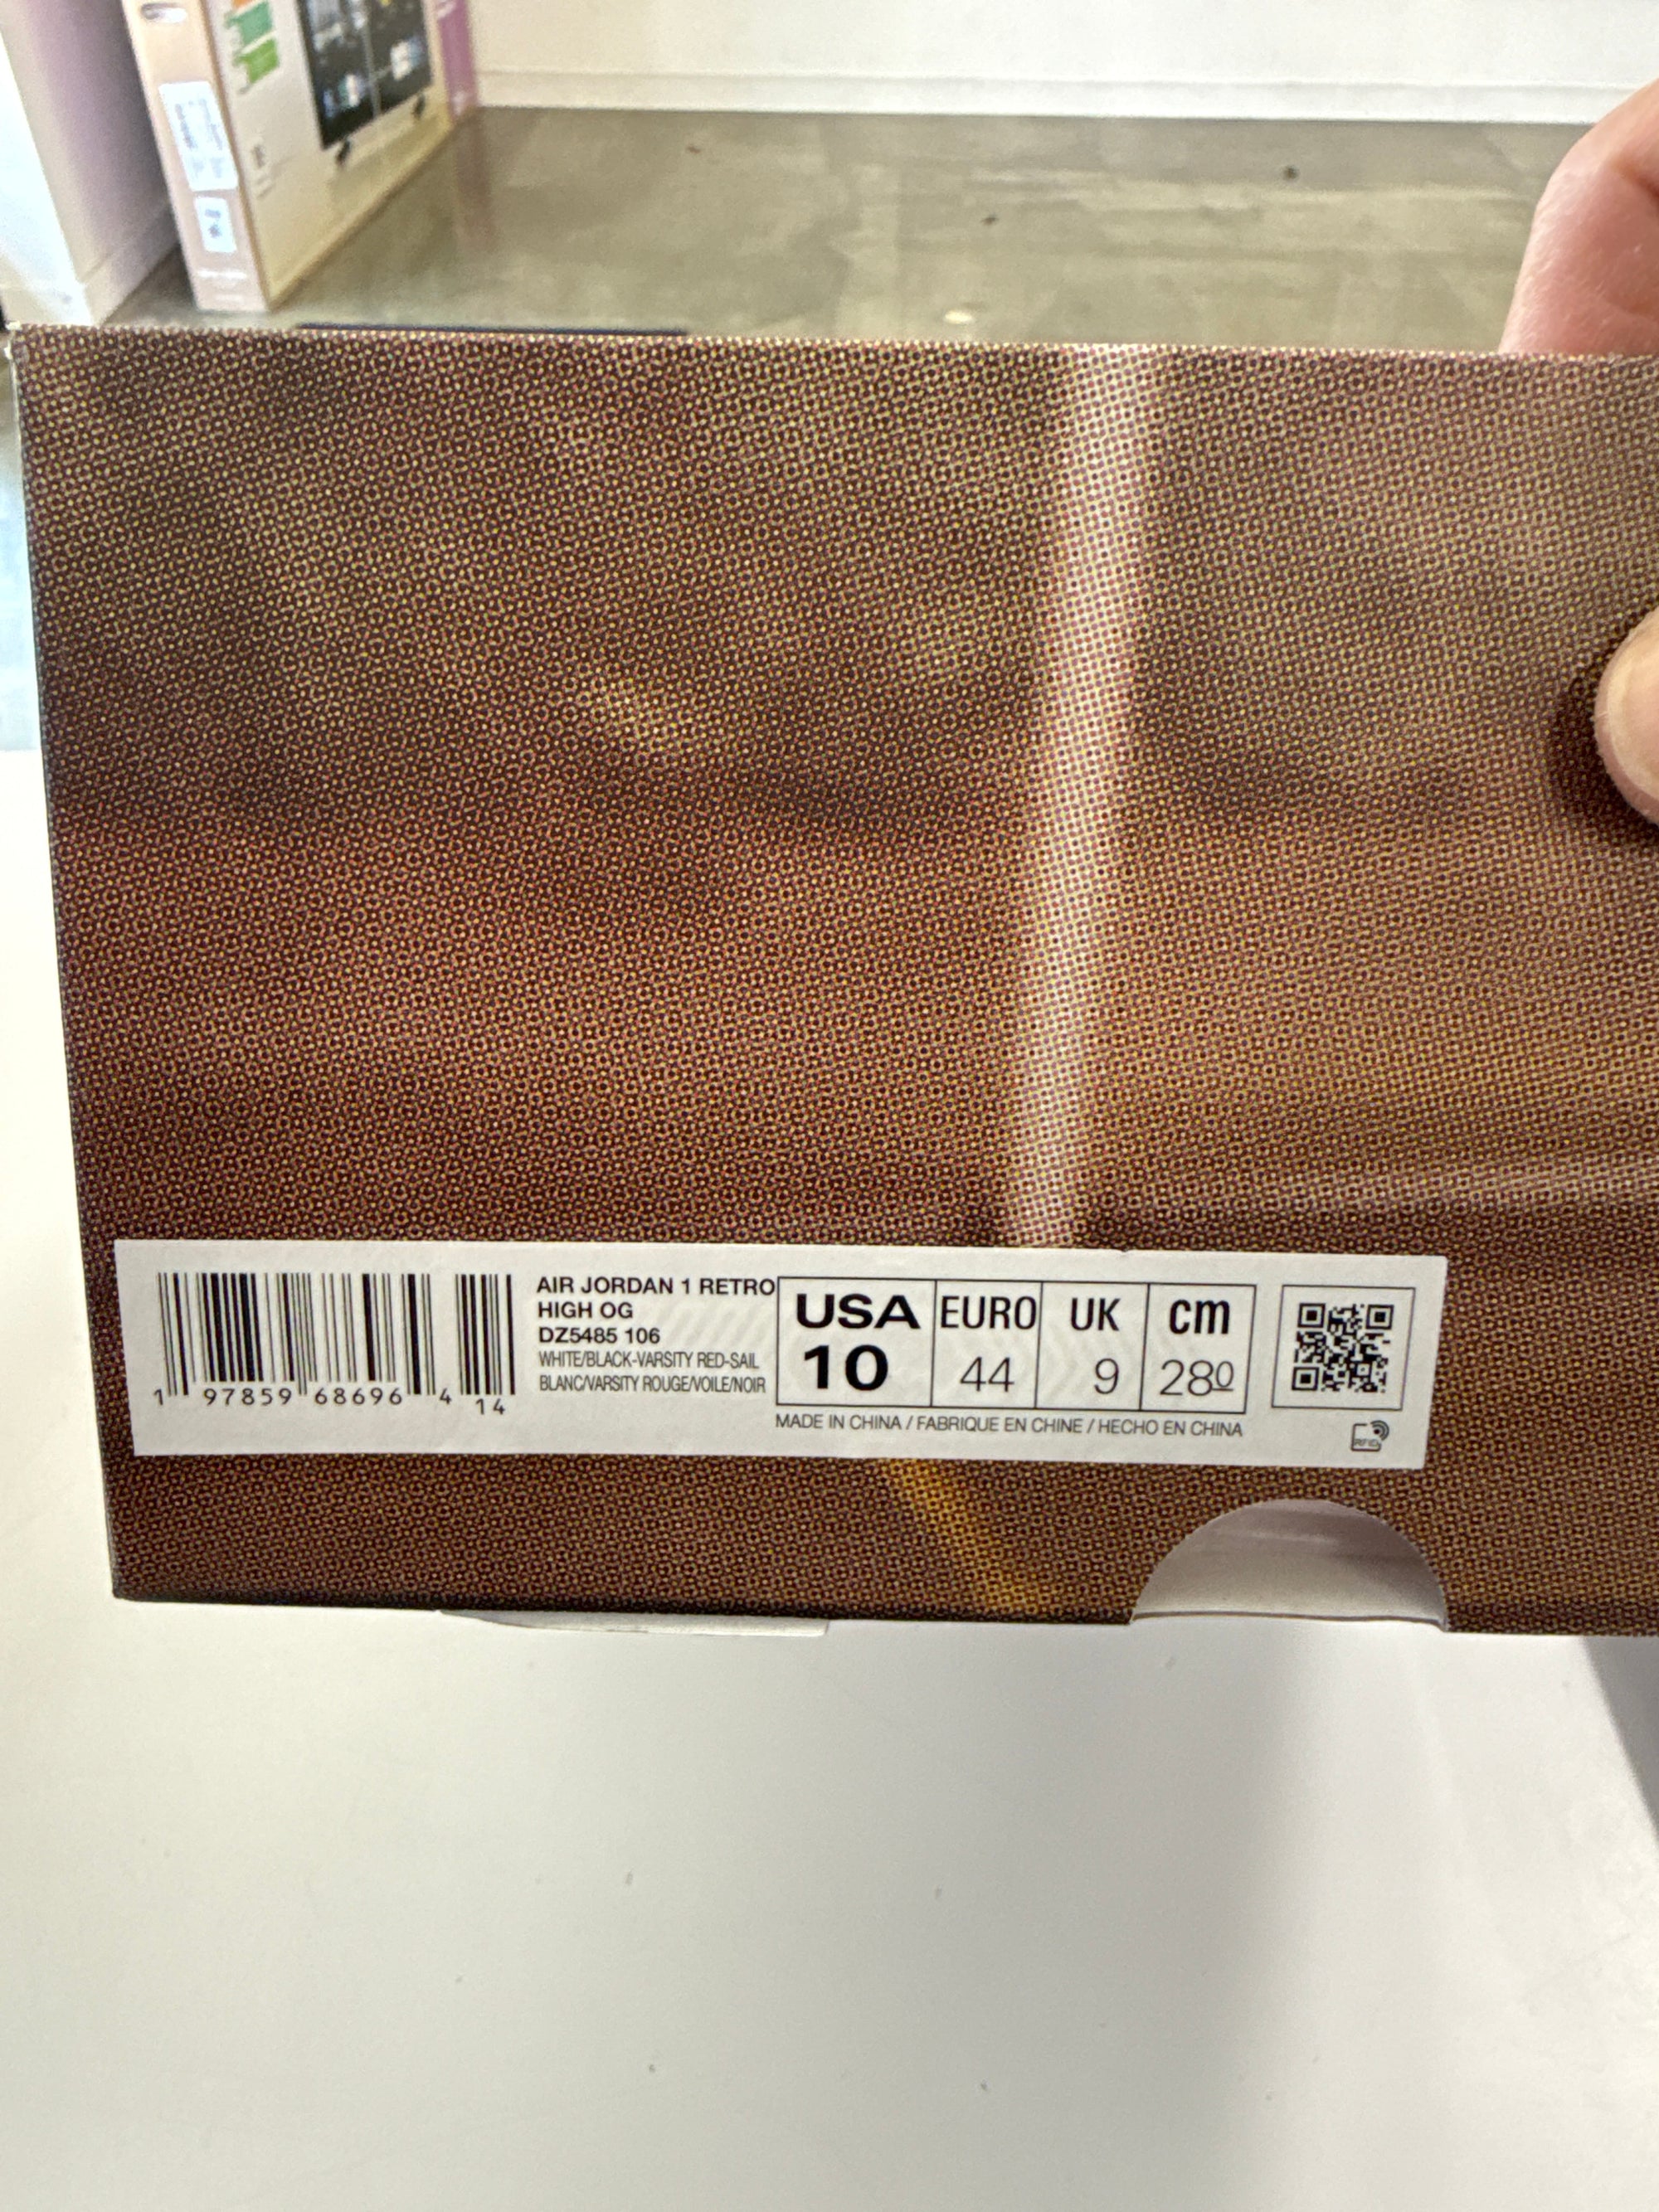 AIR JORDAN 1 RETRO
HIGH OG
DZ5485 106
WHITE/BLACK-VARSITY RED-SAIL
BLANC/VARSITY ROUGE/VOILE/NOIR
1 97859 68696 4 14
USA EURO UK cm
10 44 9 280
MADE IN CHINA / FABRIQUE EN CHINE / HECHO EN CHINA
RFID